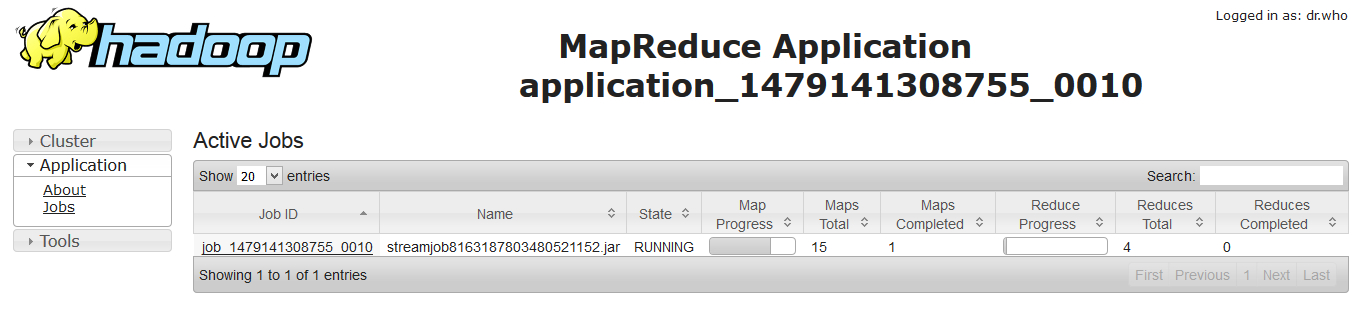 Logged in as: dr.who
hadoop
MapReduce Application
application_1479141308755_0010
Cluster
Application
About
Jobs
Tools
Active Jobs
Show 20 entries
Search:
Job ID Name State Map Progress Maps Total Maps Completed Reduce Progress Reduces Total Reduces Completed
job_1479141308755_0010 streamjob8163187803480521152.jar RUNNING 15 1 4 0
Showing 1 to 1 of 1 entries
First Previous 1 Next Last